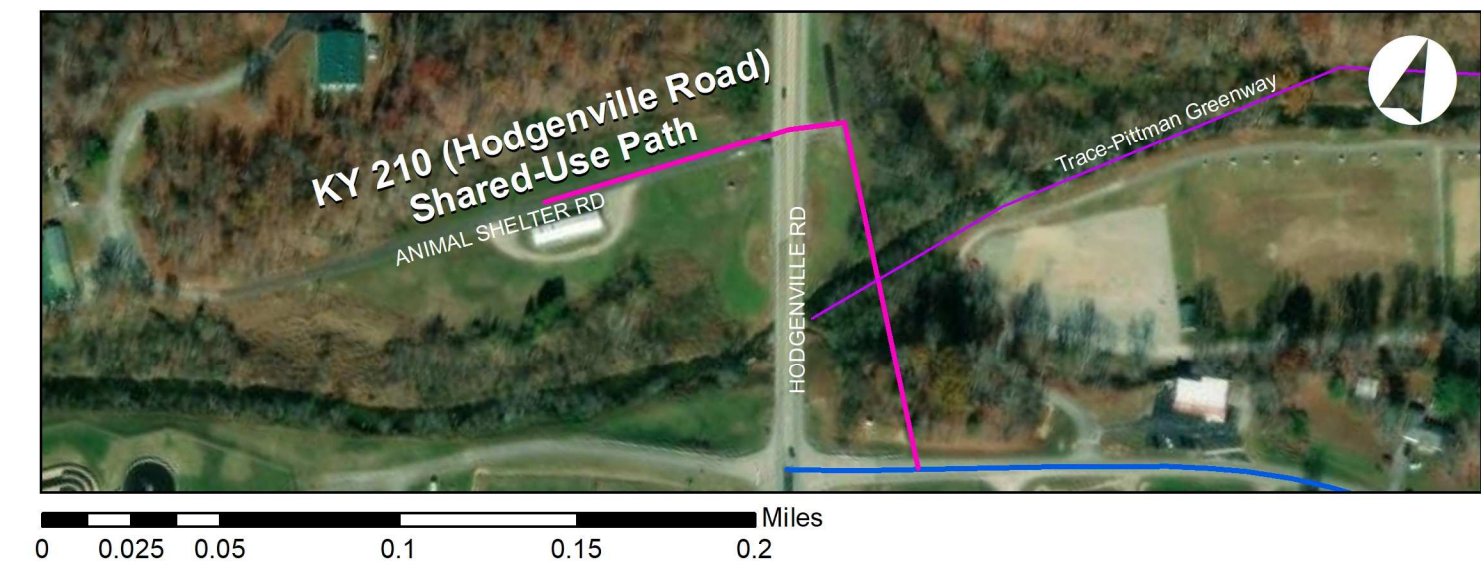 KY 210 (Hodgenville Road)
Shared-Use Path
ANIMAL SHELTER RD
HODGENVILLE RD
Trace-Pittman Greenway
Miles
0 0.025 0.05 0.1 0.15 0.2